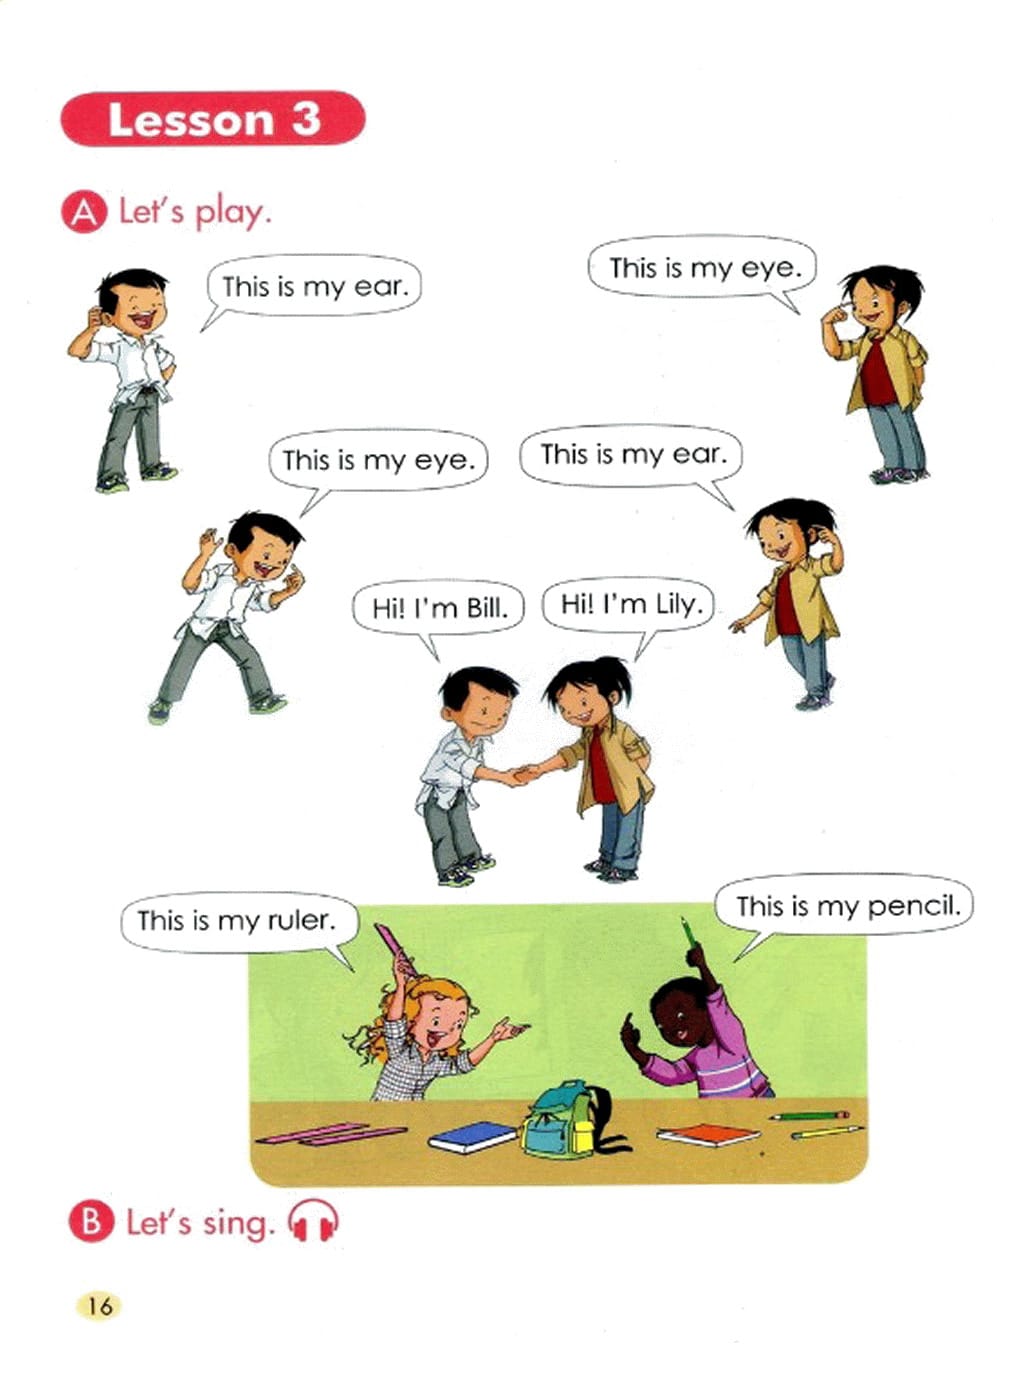 Lesson 3
A Let's play.
This is my ear.
This is my eye.
This is my eye.
This is my ear.
Hi! I'm Bill.
Hi! I'm Lily.
This is my ruler.
This is my pencil.
B Let's sing.
16